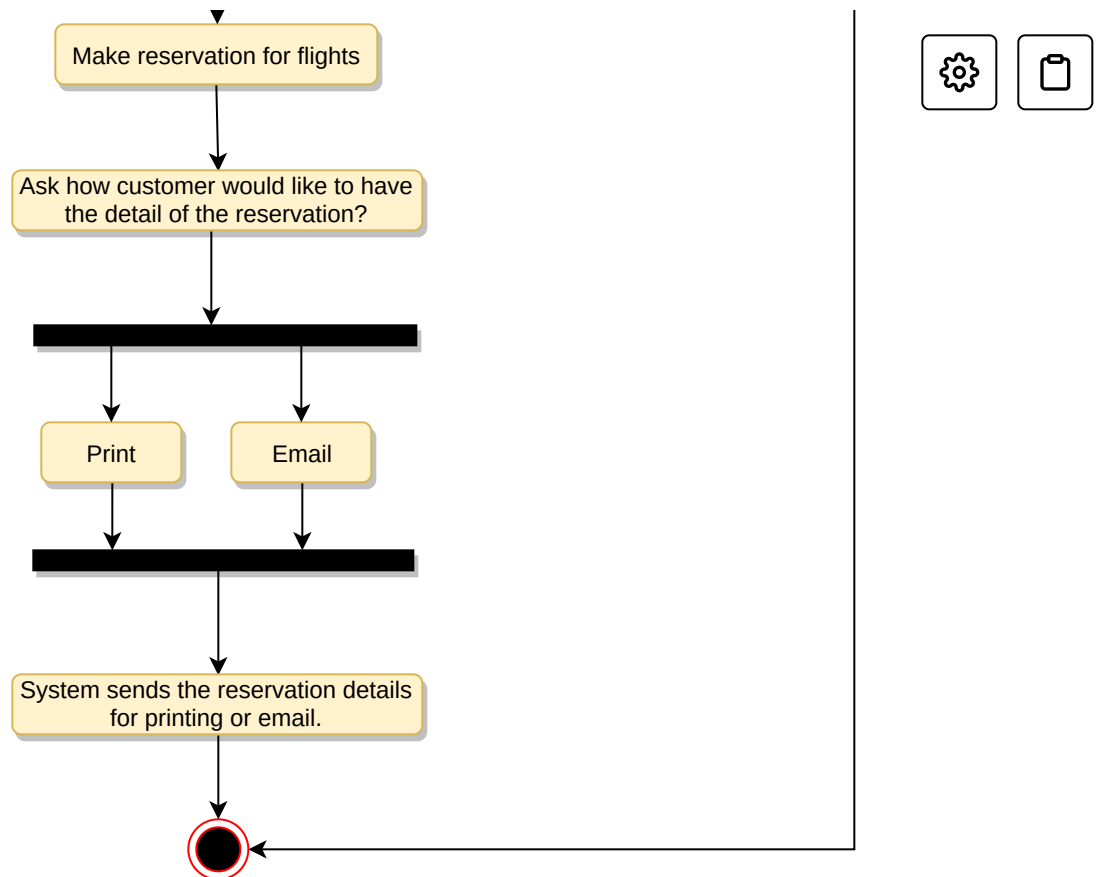 Make reservation for flights
Ask how customer would like to have
the detail of the reservation?
Print
Email
System sends the reservation details
for printing or email.